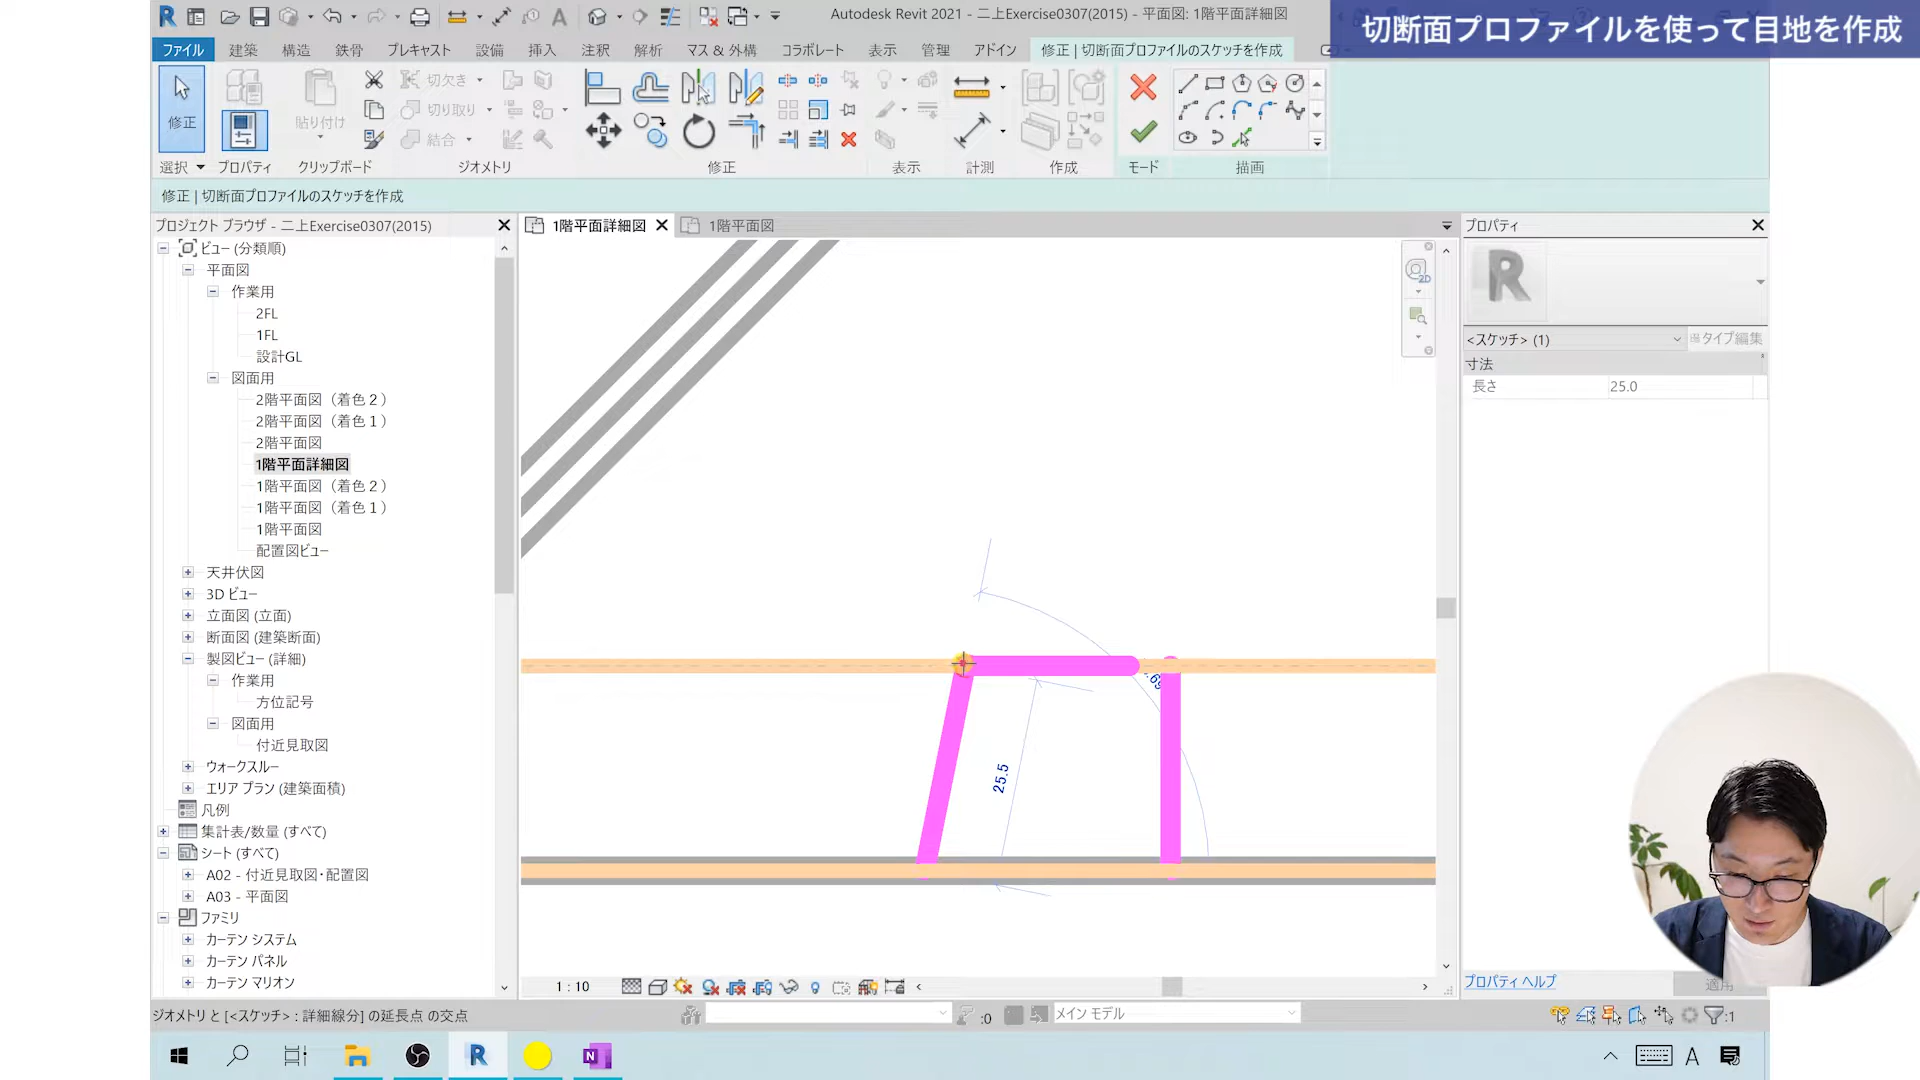 Autodesk Revit 2021 - 二上Exercise0307(2015) - 平面図: 1階平面詳細図
切断面プロファイルを使って目地を作成
ファイル 建築 構造 鉄骨 プレキャスト 設備 挿入 注釈 解析 マス & 外構 コラボレート 表示 管理 アドイン 修正 | 切断面プロファイルのスケッチを作成
修正
貼り付け
切欠き
切り取り
結合
選択 プロパティ クリップボード ジオメトリ 修正 表示 計測 作成 モード 描画
修正 | 切断面プロファイルのスケッチを作成
プロジェクト ブラウザ - 二上Exercise0307(2015)
ビュー (分類順)
平面図
作業用
2FL
1FL
設計GL
図面用
2階平面図（着色２）
2階平面図（着色１）
2階平面図
1階平面詳細図
1階平面図（着色２）
1階平面図（着色１）
1階平面図
配置図ビュー
天井伏図
3D ビュー
立面図 (立面)
断面図 (建築断面)
製図ビュー (詳細)
作業用
方位記号
図面用
付近見取図
ウォークスルー
エリア プラン (建築面積)
凡例
集計表/数量 (すべて)
シート (すべて)
A02 - 付近見取図・配置図
A03 - 平面図
ファミリ
カーテン システム
カーテン パネル
カーテン マリオン
1階平面詳細図 1階平面図
2D
25.5
1 : 10
プロパティ
R
<スケッチ> (1) タイプ編集
寸法
長さ 25.0
プロパティ ヘルプ 適用
ジオメトリ と [<スケッチ> : 詳細線分] の延長点 の交点
:0
メイン モデル
:1
R
N
A